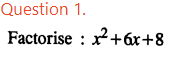 Question 1.
Factorise : x²+6x+8